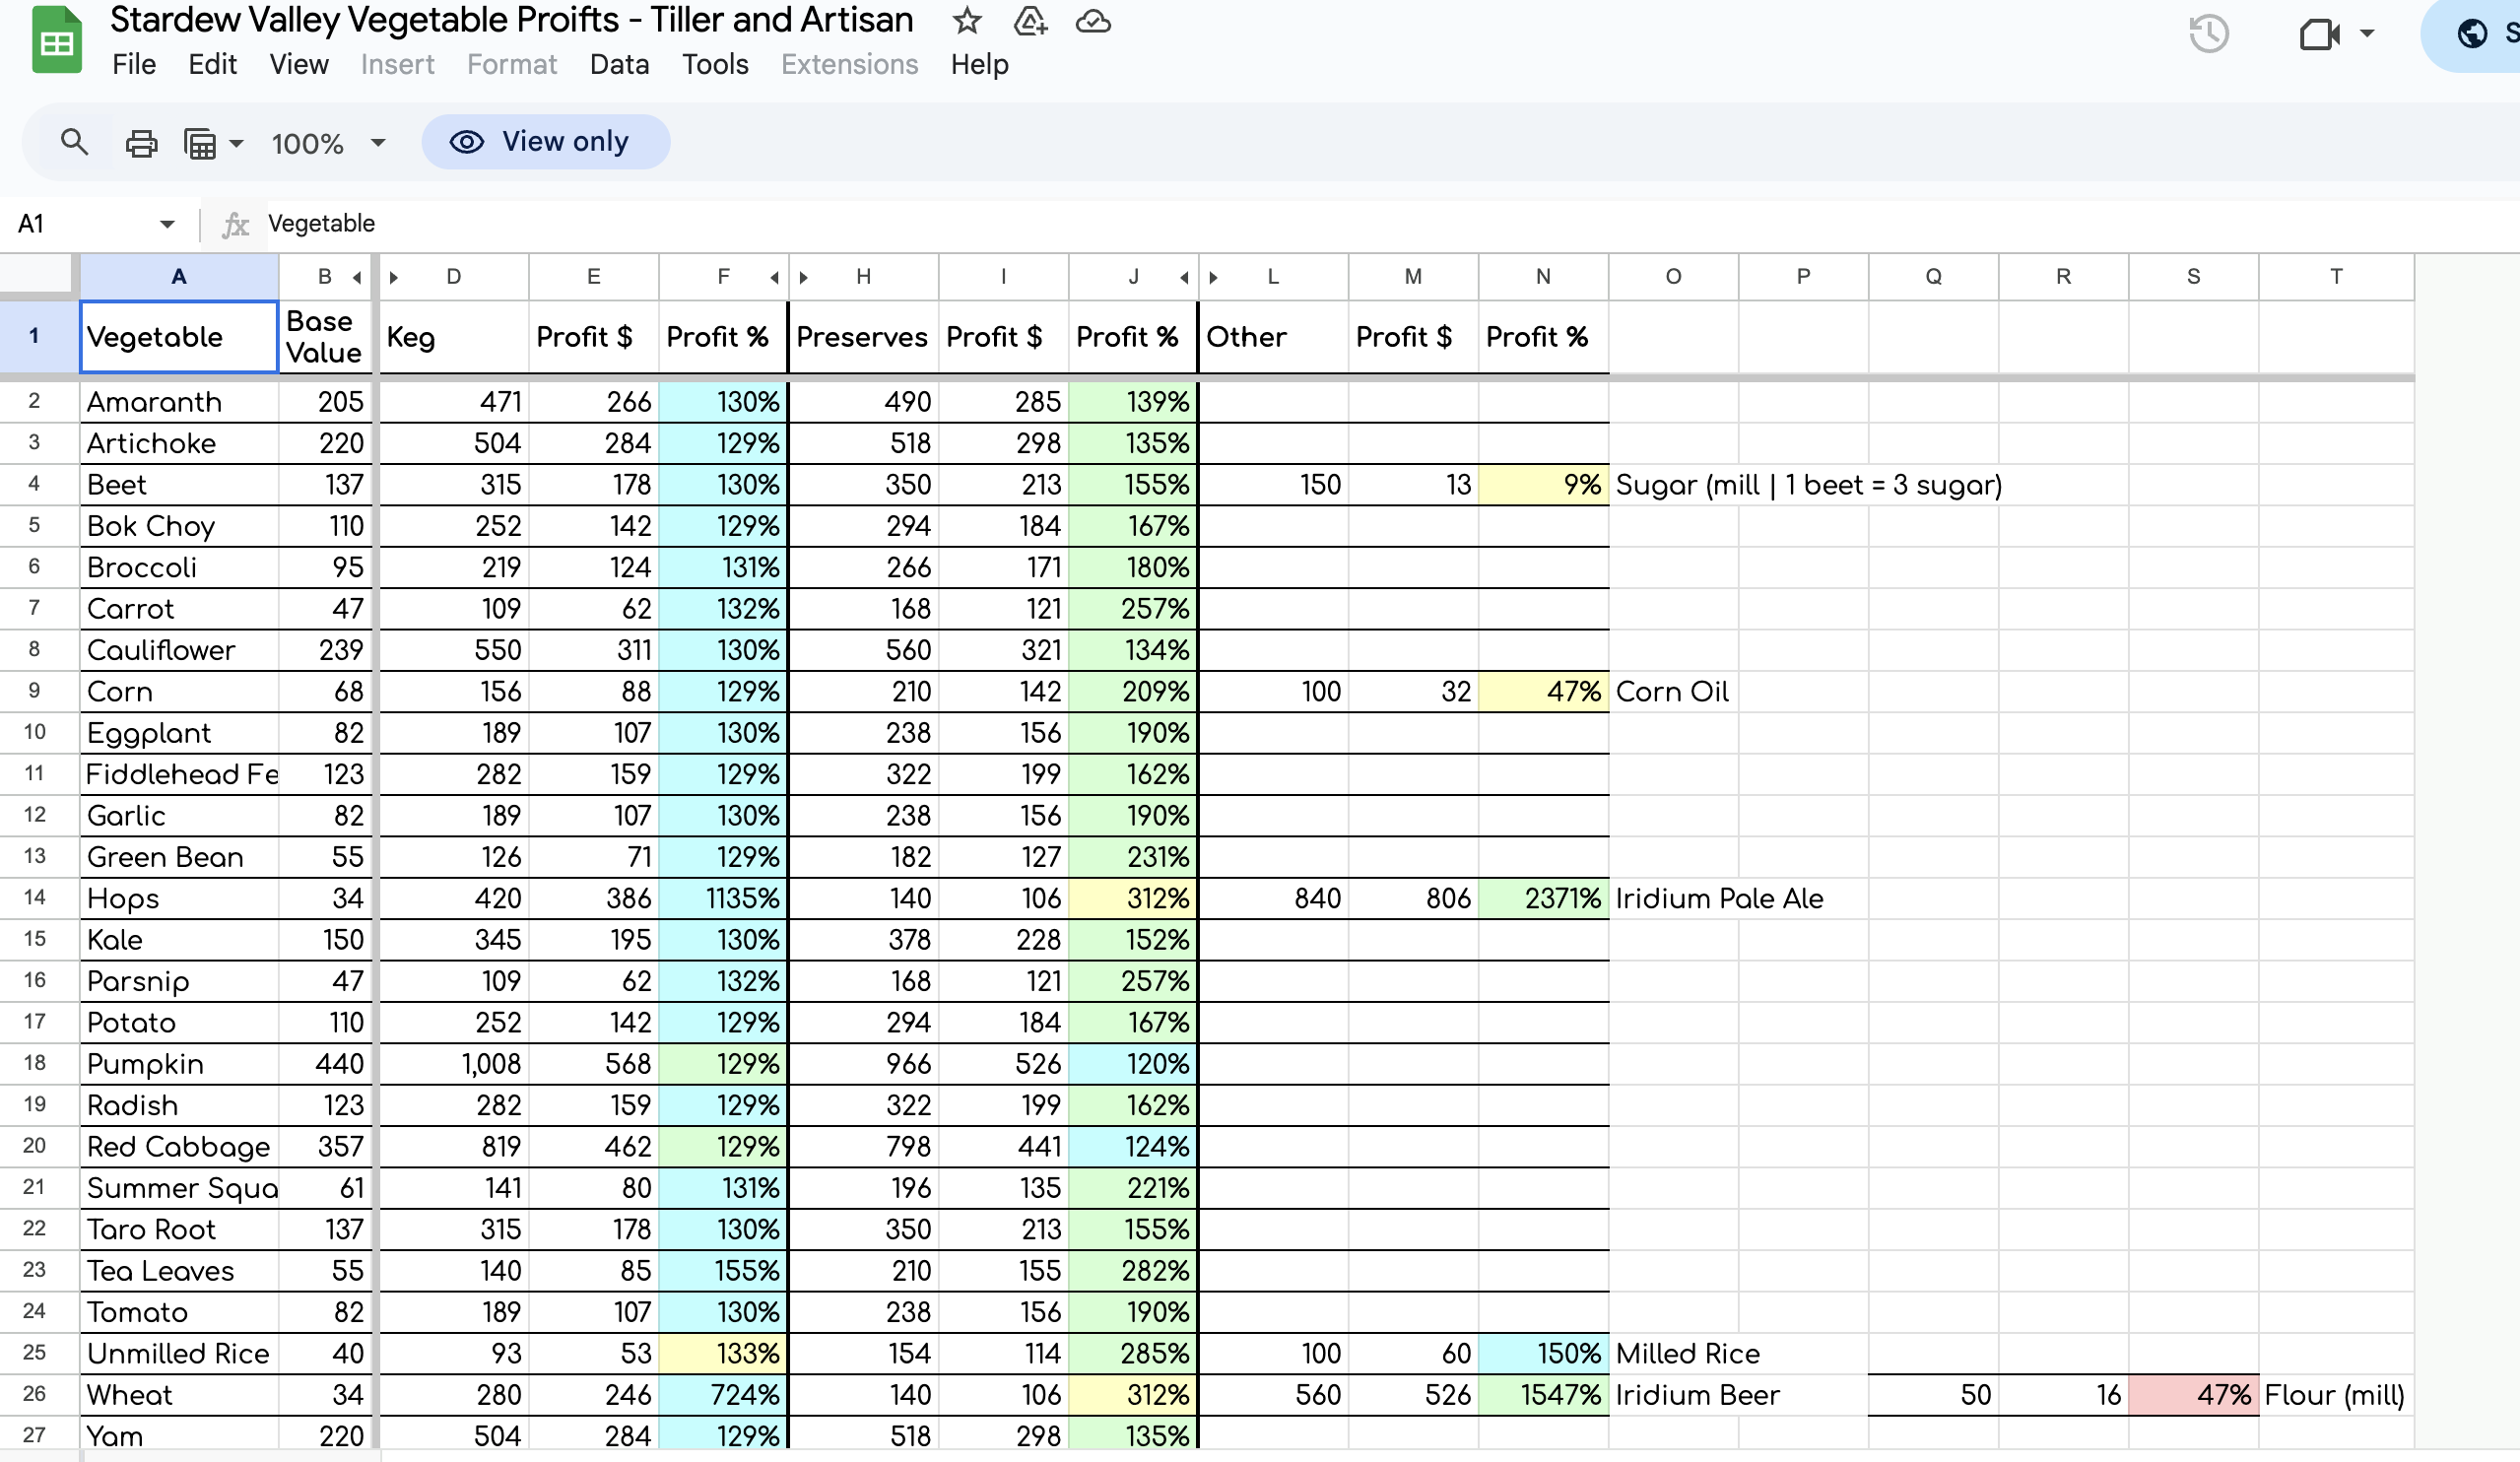 Stardew Valley Vegetable Proifts - Tiller and Artisan
File Edit View Insert Format Data Tools Extensions Help
100% View only
A1 fx Vegetable
A B D E F H I J L M N O P Q R S T
1 Vegetable Base Value Keg Profit $ Profit % Preserves Profit $ Profit % Other Profit $ Profit %
2 Amaranth 205 471 266 130% 490 285 139%
3 Artichoke 220 504 284 129% 518 298 135%
4 Beet 137 315 178 130% 350 213 155% 150 13 9% Sugar (mill | 1 beet = 3 sugar)
5 Bok Choy 110 252 142 129% 294 184 167%
6 Broccoli 95 219 124 131% 266 171 180%
7 Carrot 47 109 62 132% 168 121 257%
8 Cauliflower 239 550 311 130% 560 321 134%
9 Corn 68 156 88 129% 210 142 209% 100 32 47% Corn Oil
10 Eggplant 82 189 107 130% 238 156 190%
11 Fiddlehead Fe 123 282 159 129% 322 199 162%
12 Garlic 82 189 107 130% 238 156 190%
13 Green Bean 55 126 71 129% 182 127 231%
14 Hops 34 420 386 1135% 140 106 312% 840 806 2371% Iridium Pale Ale
15 Kale 150 345 195 130% 378 228 152%
16 Parsnip 47 109 62 132% 168 121 257%
17 Potato 110 252 142 129% 294 184 167%
18 Pumpkin 440 1,008 568 129% 966 526 120%
19 Radish 123 282 159 129% 322 199 162%
20 Red Cabbage 357 819 462 129% 798 441 124%
21 Summer Squa 61 141 80 131% 196 135 221%
22 Taro Root 137 315 178 130% 350 213 155%
23 Tea Leaves 55 140 85 155% 210 155 282%
24 Tomato 82 189 107 130% 238 156 190%
25 Unmilled Rice 40 93 53 133% 154 114 285% 100 60 150% Milled Rice
26 Wheat 34 280 246 724% 140 106 312% 560 526 1547% Iridium Beer 50 16 47% Flour (mill)
27 Yam 220 504 284 129% 518 298 135%